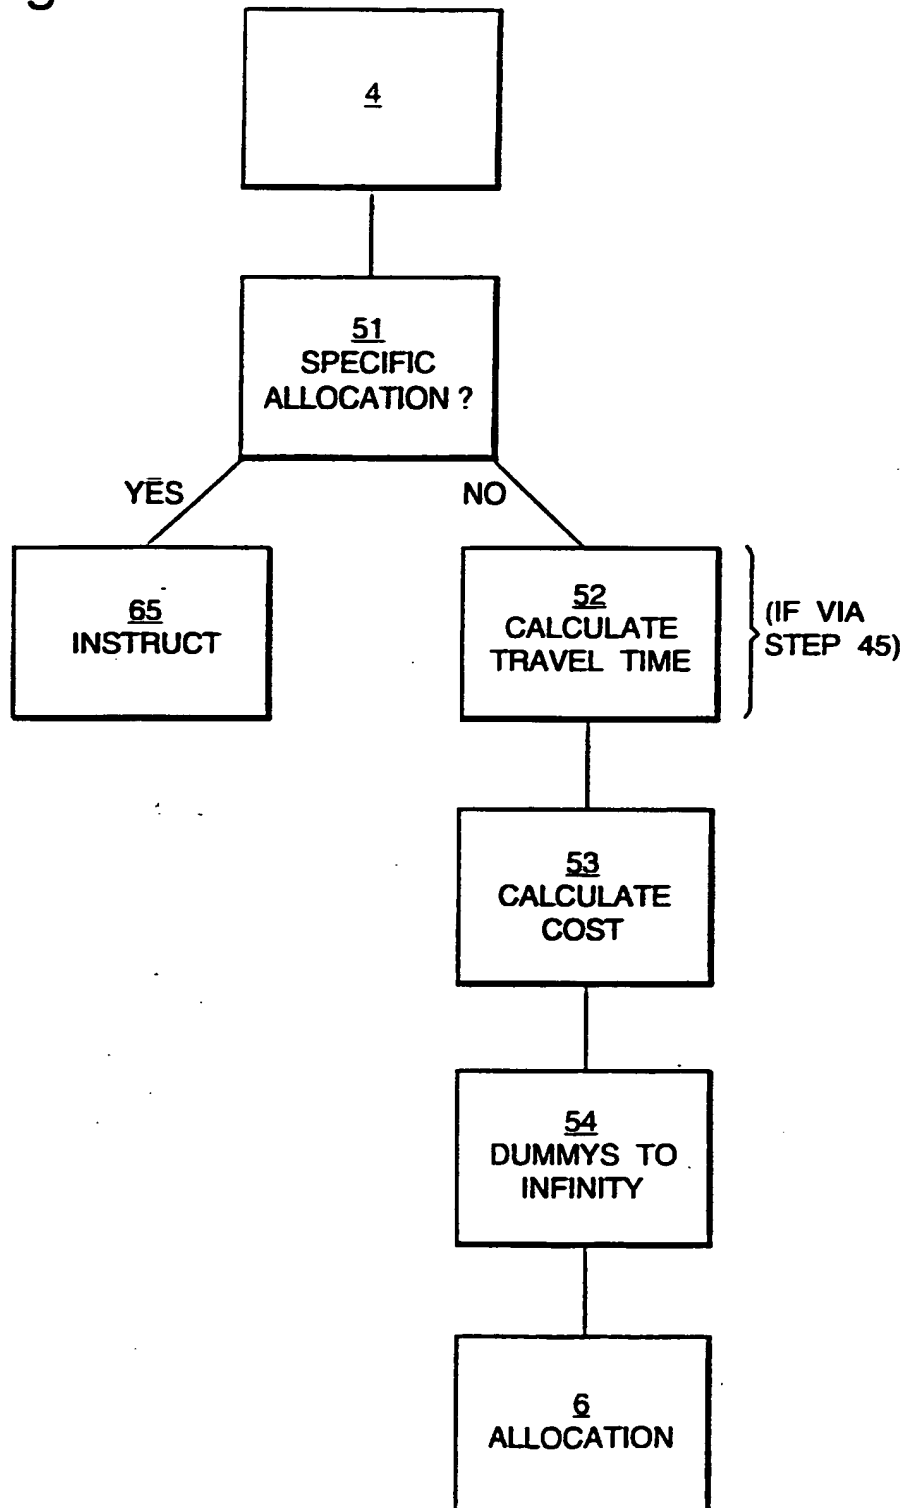 4
51
SPECIFIC
ALLOCATION ?
YES
NO
65
INSTRUCT
52
CALCULATE
TRAVEL TIME
(IF VIA
STEP 45)
53
CALCULATE
COST
54
DUMMYS TO
INFINITY
6
ALLOCATION